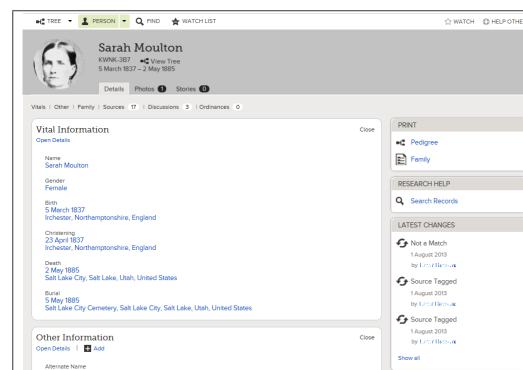 TREE PERSON FIND WATCH LIST WATCH HELP OTHE
Sarah Moulton
KWNK-3B7 View Tree
5 March 1837 – 2 May 1885
Details Photos 1 Stories 0
Vitals | Other | Family | Sources 17 | Discussions 3 | Ordinances 0
Vital Information Close
Open Details
Name
Sarah Moulton
Gender
Female
Birth
5 March 1837
Irchester, Northamptonshire, England
Christening
23 April 1837
Irchester, Northamptonshire, England
Death
2 May 1885
Salt Lake City, Salt Lake, Utah, United States
Burial
5 May 1885
Salt Lake City Cemetery, Salt Lake City, Salt Lake, Utah, United States
Other Information Close
Open Details | Add
Alternate Name
PRINT
Pedigree
Family
RESEARCH HELP
Search Records
LATEST CHANGES
Not a Match
1 August 2013
by
Source Tagged
1 August 2013
by
Source Tagged
1 August 2013
by
Show all